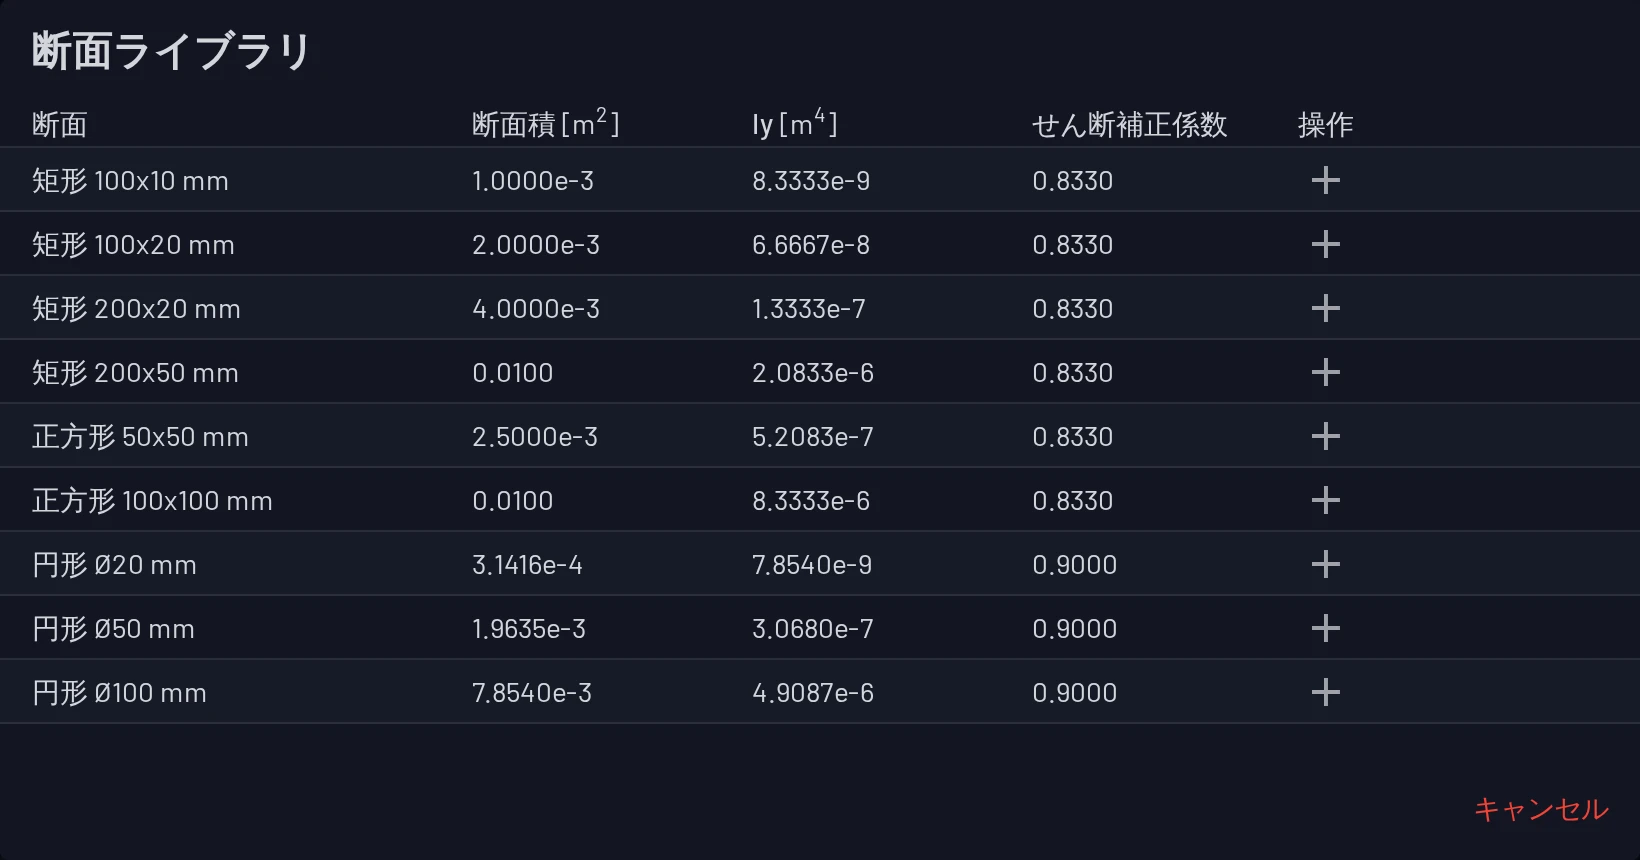 断面ライブラリ
断面 断面積 [m²] Iy [m⁴] せん断補正係数 操作
矩形 100x10 mm 1.0000e-3 8.3333e-9 0.8330
矩形 100x20 mm 2.0000e-3 6.6667e-8 0.8330
矩形 200x20 mm 4.0000e-3 1.3333e-7 0.8330
矩形 200x50 mm 0.0100 2.0833e-6 0.8330
正方形 50x50 mm 2.5000e-3 5.2083e-7 0.8330
正方形 100x100 mm 0.0100 8.3333e-6 0.8330
円形 Ø20 mm 3.1416e-4 7.8540e-9 0.9000
円形 Ø50 mm 1.9635e-3 3.0680e-7 0.9000
円形 Ø100 mm 7.8540e-3 4.9087e-6 0.9000
キャンセル